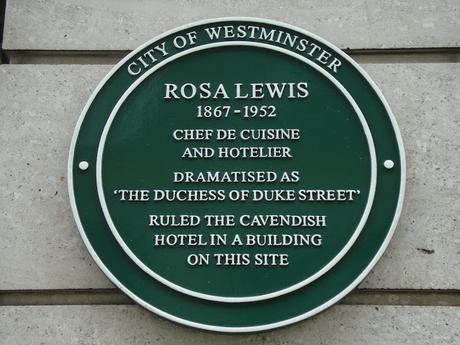 CITY OF WESTMINSTER
ROSA LEWIS
1867-1952
CHEF DE CUISINE
AND HOTELIER
DRAMATISED AS
'THE DUCHESS OF DUKE STREET'
RULED THE CAVENDISH
HOTEL IN A BUILDING
ON THIS SITE